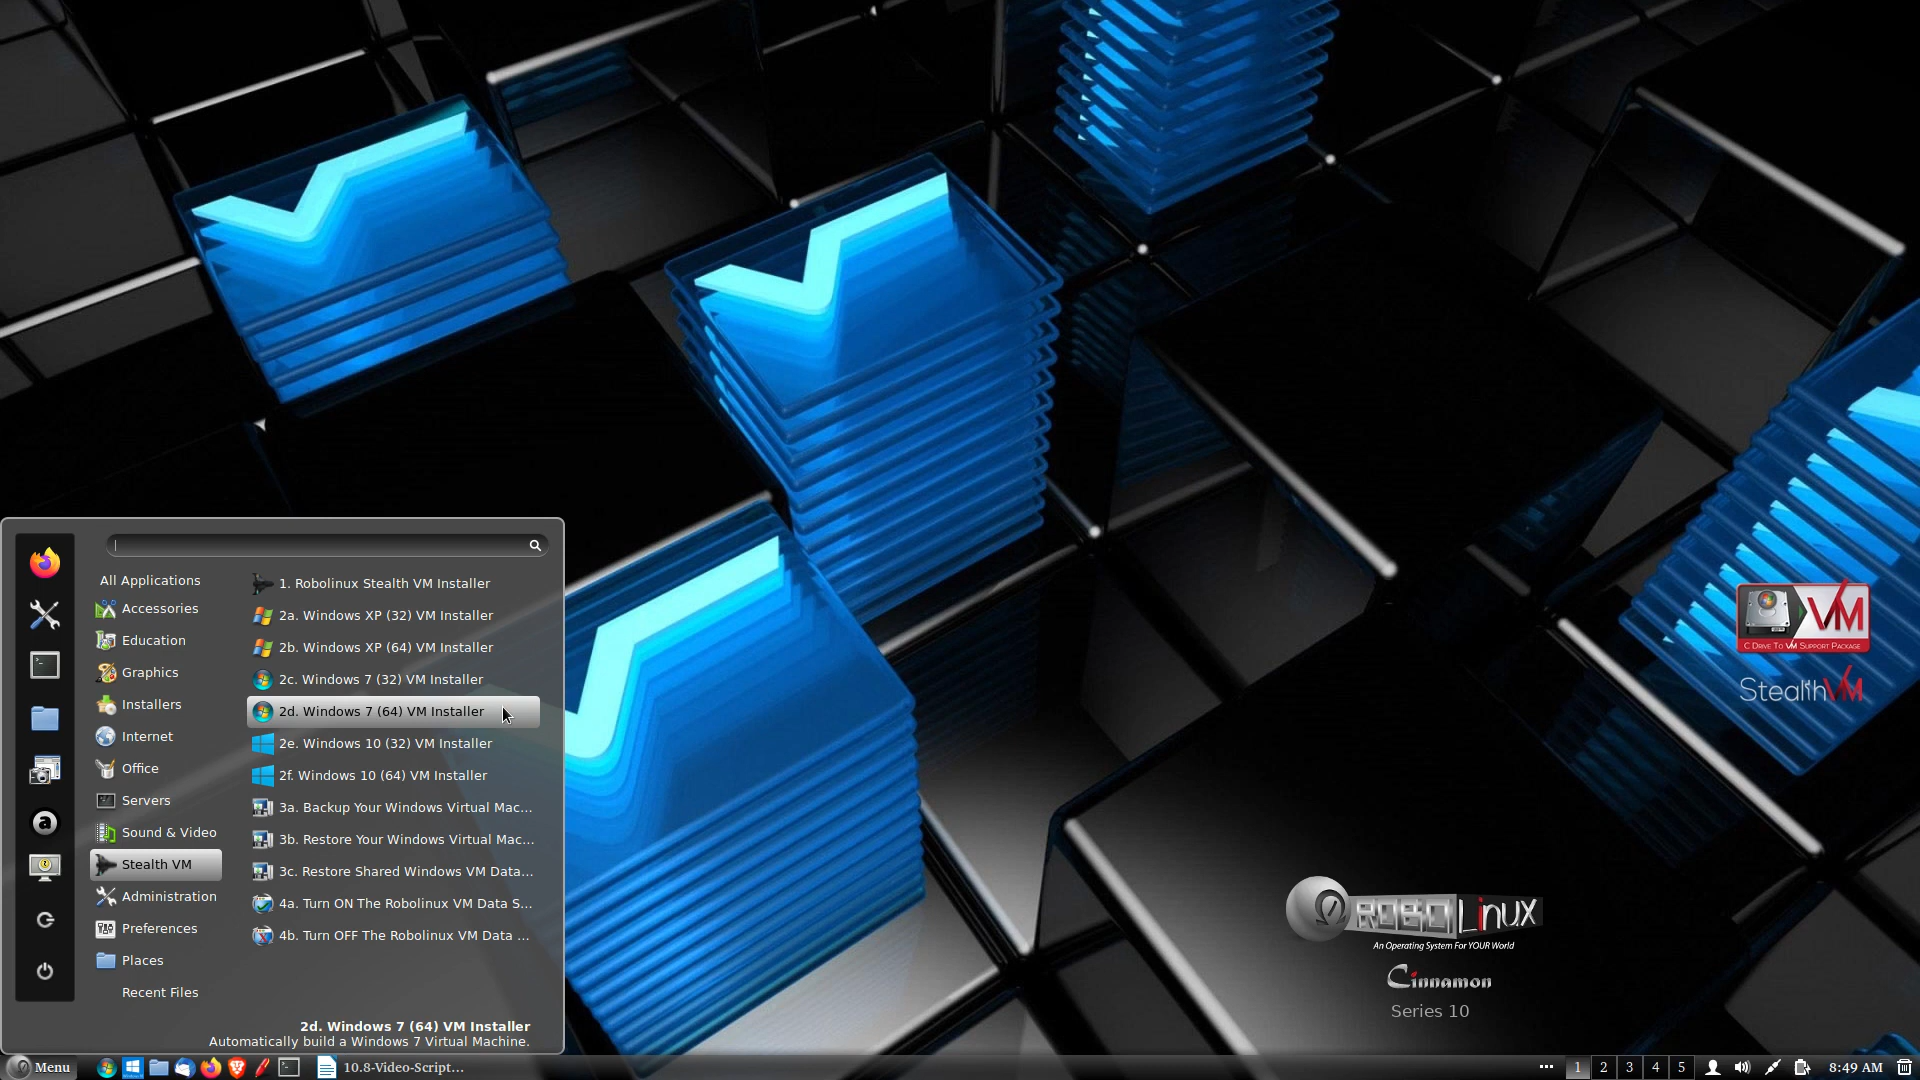 All Applications
Accessories
Education
Graphics
Installers
Internet
Office
Servers
Sound & Video
Stealth VM
Administration
Preferences
Places
Recent Files
1. Robolinux Stealth VM Installer
2a. Windows XP (32) VM Installer
2b. Windows XP (64) VM Installer
2c. Windows 7 (32) VM Installer
2d. Windows 7 (64) VM Installer
2e. Windows 10 (32) VM Installer
2f. Windows 10 (64) VM Installer
3a. Backup Your Windows Virtual Mac...
3b. Restore Your Windows Virtual Mac...
3c. Restore Shared Windows VM Data...
4a. Turn ON The Robolinux VM Data S...
4b. Turn OFF The Robolinux VM Data ...
2d. Windows 7 (64) VM Installer
Automatically build a Windows 7 Virtual Machine.
VM
C Drive To VM Support Package
StealthVM
ROBOLinux
An Operating System For YOUR World
Cinnamon
Series 10
Menu
10.8-Video-Script...
1 2 3 4 5
8:49 AM